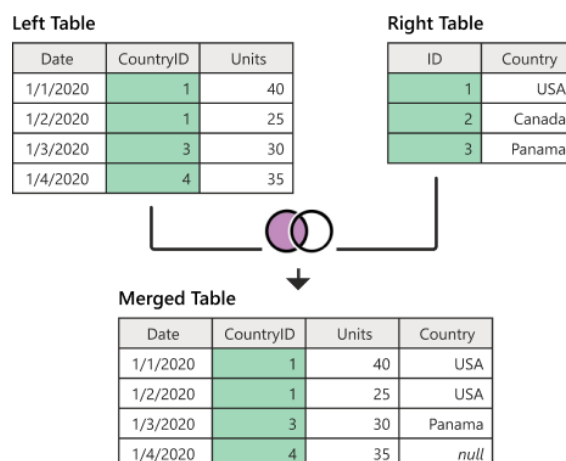 Left Table
Date CountryID Units
1/1/2020 1 40
1/2/2020 1 25
1/3/2020 3 30
1/4/2020 4 35
Right Table
ID Country
1 USA
2 Canada
3 Panama
Merged Table
Date CountryID Units Country
1/1/2020 1 40 USA
1/2/2020 1 25 USA
1/3/2020 3 30 Panama
1/4/2020 4 35 null